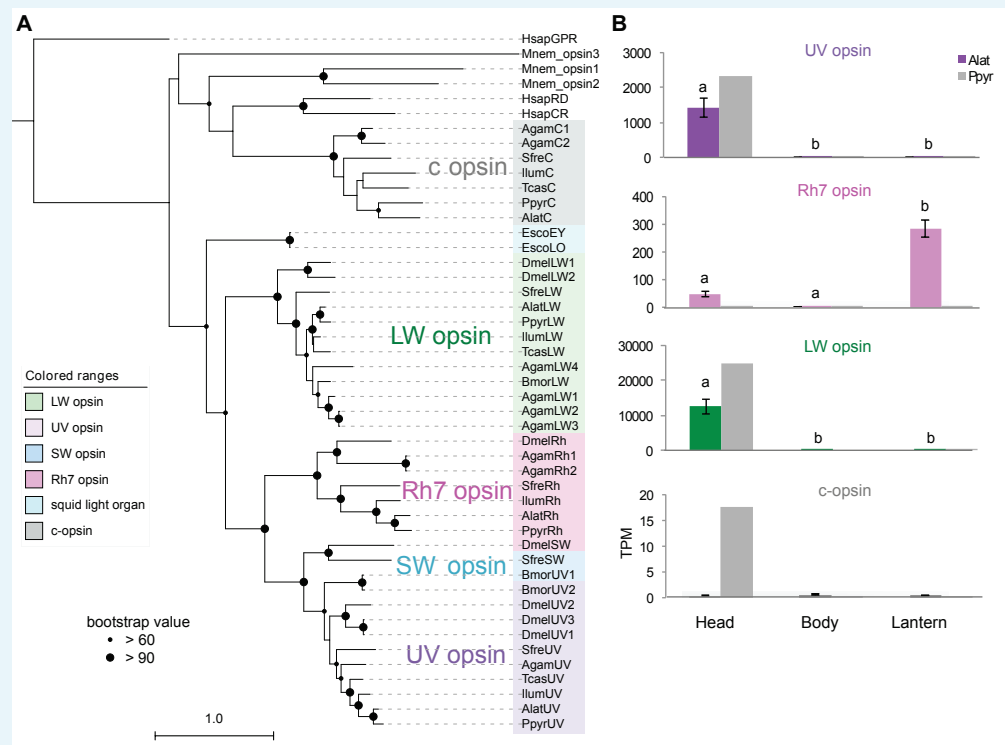 A
HsapGPR
Mnem_opsin3
Mnem_opsin1
Mnem_opsin2
HsapRD
HsapCR
AgamC1
AgamC2
SfreC
c opsin
IlumC
TcasC
PpyrC
AlatC
EscoEY
EscoLO
DmelLW1
DmelLW2
SfreLW
AlatLW
PpyrLW
LW opsin
IlumLW
TcasLW
AgamLW4
BmorLW
AgamLW1
AgamLW2
AgamLW3
DmelRh
AgamRh1
AgamRh2
Rh7 opsin
SfreRh
IlumRh
AlatRh
PpyrRh
DmelSW
SW opsin
SfreSW
BmorUV1
BmorUV2
DmelUV2
DmelUV3
DmelUV1
UV opsin
SfreUV
AgamUV
TcasUV
IlumUV
AlatUV
PpyrUV
Colored ranges
LW opsin
UV opsin
SW opsin
Rh7 opsin
squid light organ
c-opsin
bootstrap value
> 60
> 90
1.0
B
UV opsin
Alat
Ppyr
3000
2000
1000
0
a
b
b
Rh7 opsin
400
300
200
100
0
a
a
b
LW opsin
30000
20000
10000
0
a
b
b
c-opsin
TPM
20
15
10
5
0
Head
Body
Lantern